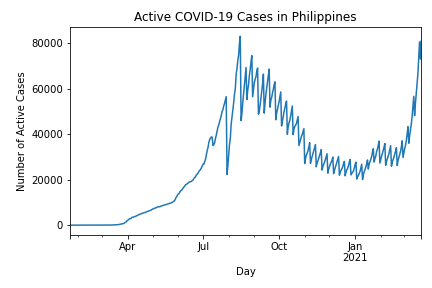 Active COVID-19 Cases in Philippines
Number of Active Cases
80000
60000
40000
20000
0
Apr
Jul
Oct
Jan
2021
Day